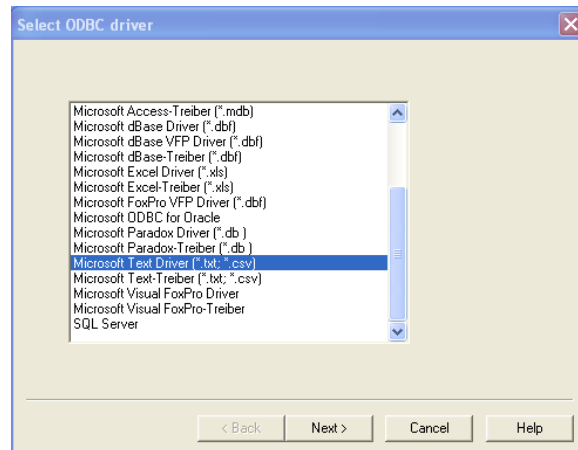 Select ODBC driver
Microsoft Access-Treiber (*.mdb)
Microsoft dBase Driver (*.dbf)
Microsoft dBase VFP Driver (*.dbf)
Microsoft dBase-Treiber (*.dbf)
Microsoft Excel Driver (*.xls)
Microsoft Excel-Treiber (*.xls)
Microsoft FoxPro VFP Driver (*.dbf)
Microsoft ODBC for Oracle
Microsoft Paradox Driver (*.db )
Microsoft Paradox-Treiber (*.db )
Microsoft Text Driver (*.txt; *.csv)
Microsoft Text-Treiber (*.txt; *.csv)
Microsoft Visual FoxPro Driver
Microsoft Visual FoxPro-Treiber
SQL Server
< Back Next > Cancel Help